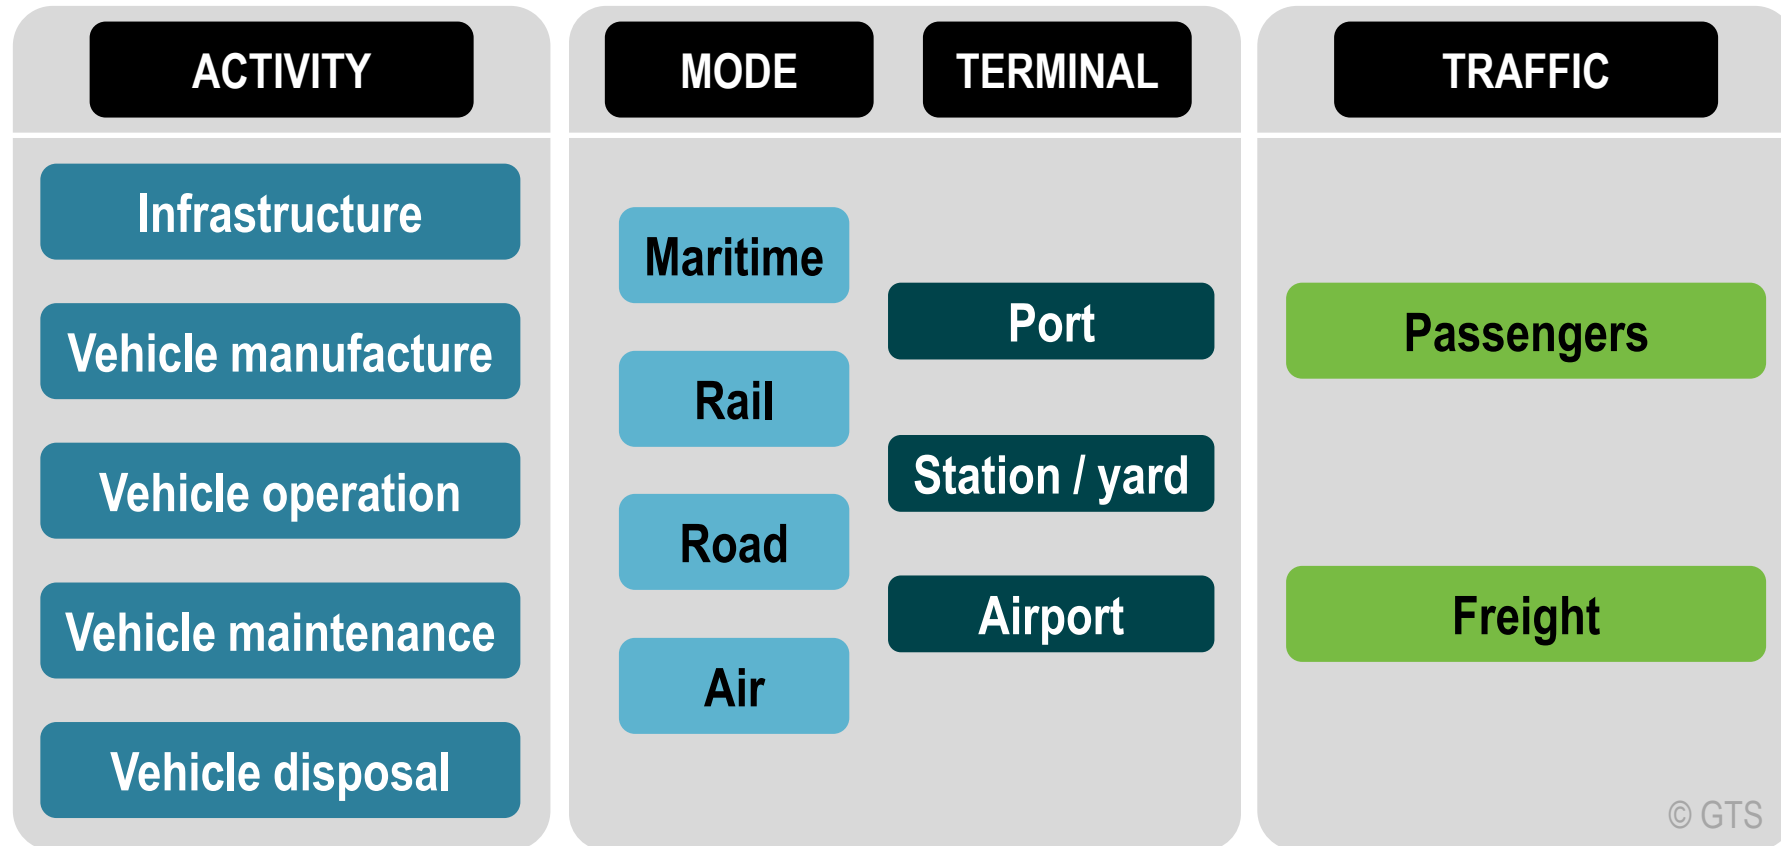 ACTIVITY
Infrastructure
Vehicle manufacture
Vehicle operation
Vehicle maintenance
Vehicle disposal
MODE
Maritime
Rail
Road
Air
TERMINAL
Port
Station / yard
Airport
TRAFFIC
Passengers
Freight
© GTS